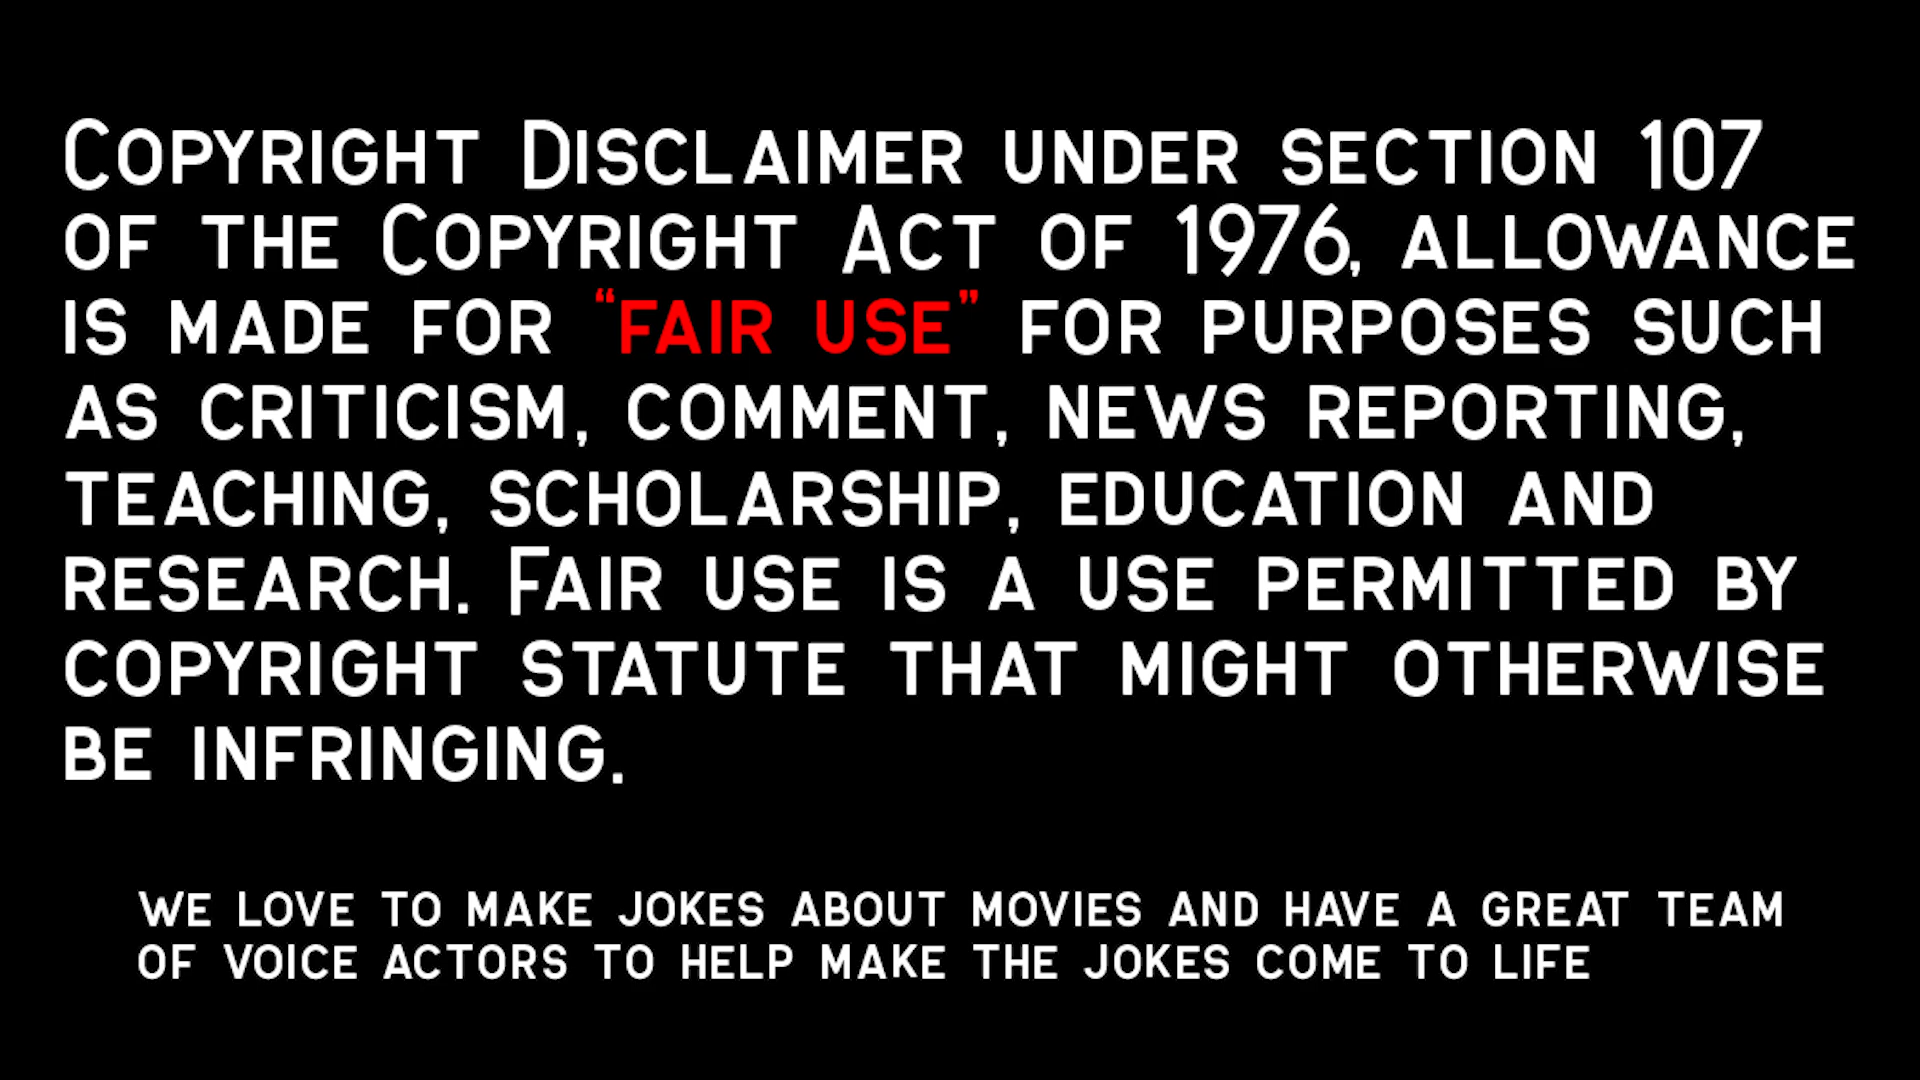 Copyright Disclaimer under section 107
of the Copyright Act of 1976, allowance
is made for “fair use” for purposes such
as criticism, comment, news reporting,
teaching, scholarship, education and
research. Fair use is a use permitted by
copyright statute that might otherwise
be infringing.
we love to make jokes about movies and have a great team
of voice actors to help make the jokes come to life